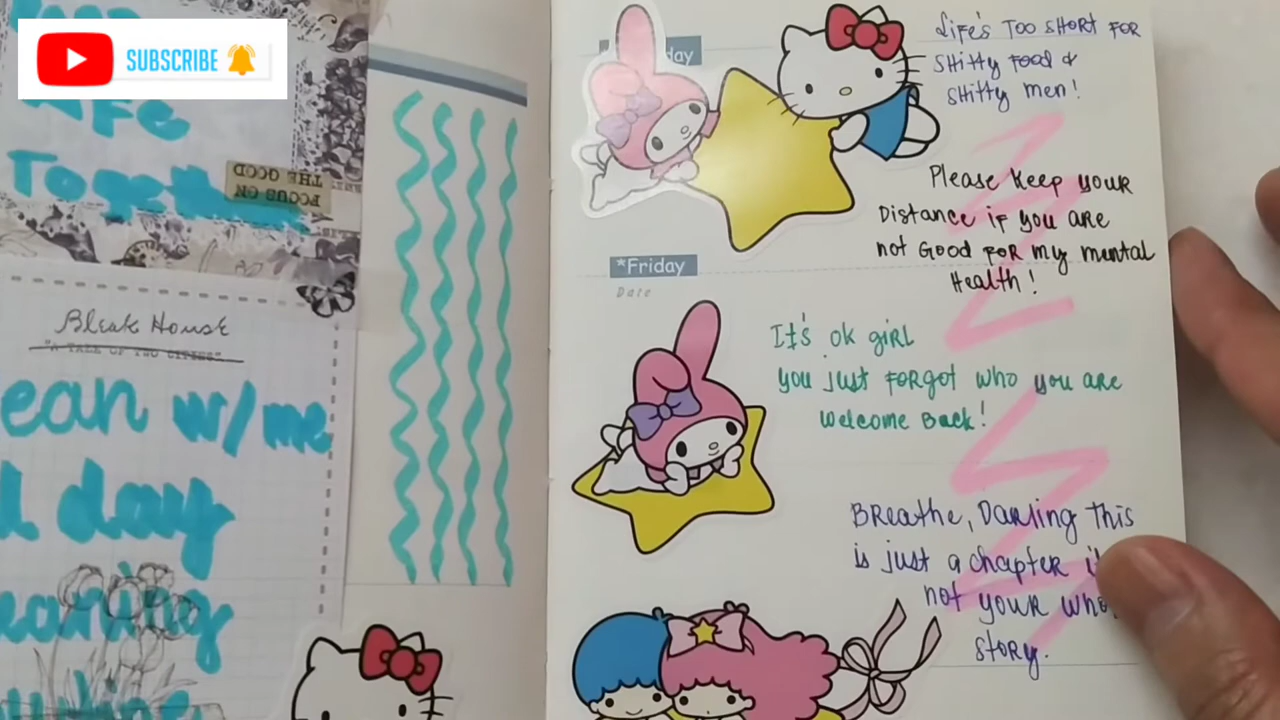 SUBSCRIBE
Life
Together
FOCUS ON
THE GOOD
Bleak House
"A TALE OF TWO CITIES"
w/me
day
day
Life's Too short for
Shitty Food &
Shitty men!
Please keep your
Distance if you are
not Good for my mental
Health!
*Friday
Date
It's ok girl
you just forgot who you are
Welcome Back!
Breathe, Darling This
is just a chapter
not your
story.